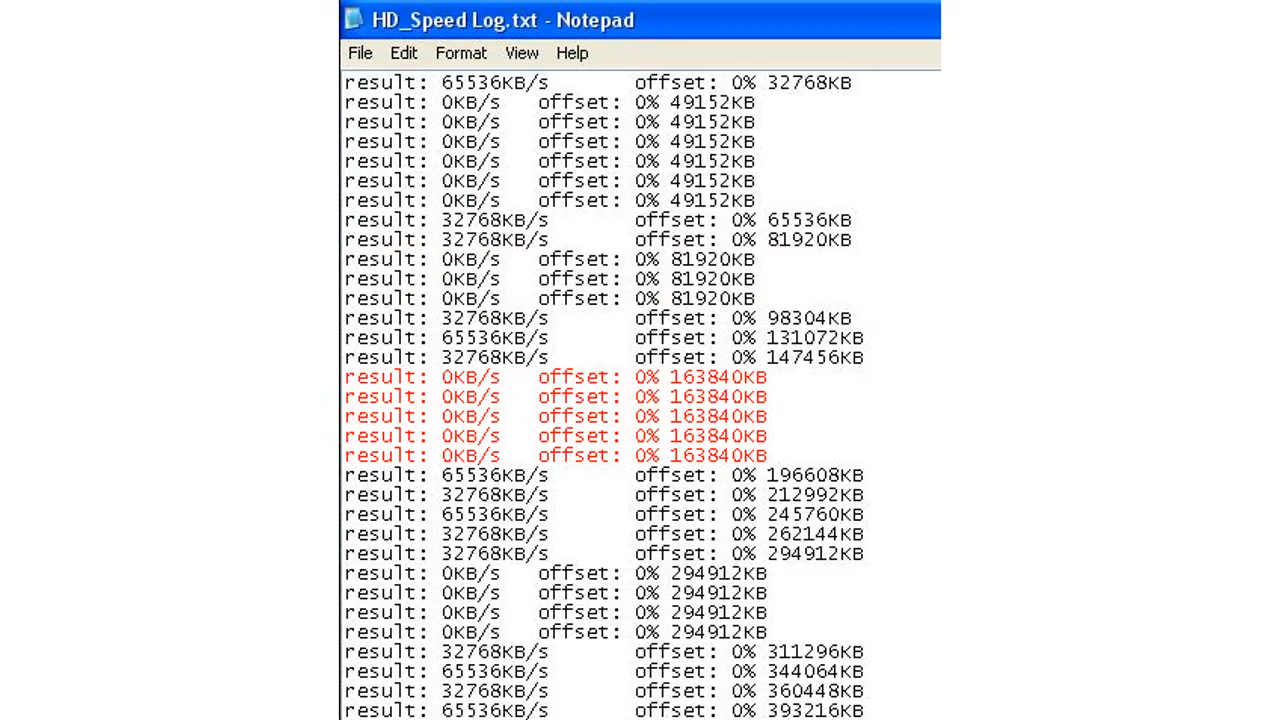 HD_Speed Log.txt - Notepad
File Edit Format View Help
result: 65536KB/s offset: 0% 32768KB
result: 0KB/s offset: 0% 49152KB
result: 0KB/s offset: 0% 49152KB
result: 0KB/s offset: 0% 49152KB
result: 0KB/s offset: 0% 49152KB
result: 0KB/s offset: 0% 49152KB
result: 0KB/s offset: 0% 49152KB
result: 32768KB/s offset: 0% 65536KB
result: 32768KB/s offset: 0% 81920KB
result: 0KB/s offset: 0% 81920KB
result: 0KB/s offset: 0% 81920KB
result: 0KB/s offset: 0% 81920KB
result: 32768KB/s offset: 0% 98304KB
result: 65536KB/s offset: 0% 131072KB
result: 32768KB/s offset: 0% 147456KB
result: 0KB/s offset: 0% 163840KB
result: 0KB/s offset: 0% 163840KB
result: 0KB/s offset: 0% 163840KB
result: 0KB/s offset: 0% 163840KB
result: 0KB/s offset: 0% 163840KB
result: 65536KB/s offset: 0% 196608KB
result: 32768KB/s offset: 0% 212992KB
result: 65536KB/s offset: 0% 245760KB
result: 32768KB/s offset: 0% 262144KB
result: 32768KB/s offset: 0% 294912KB
result: 0KB/s offset: 0% 294912KB
result: 0KB/s offset: 0% 294912KB
result: 0KB/s offset: 0% 294912KB
result: 0KB/s offset: 0% 294912KB
result: 32768KB/s offset: 0% 311296KB
result: 65536KB/s offset: 0% 344064KB
result: 32768KB/s offset: 0% 360448KB
result: 65536KB/s offset: 0% 393216KB